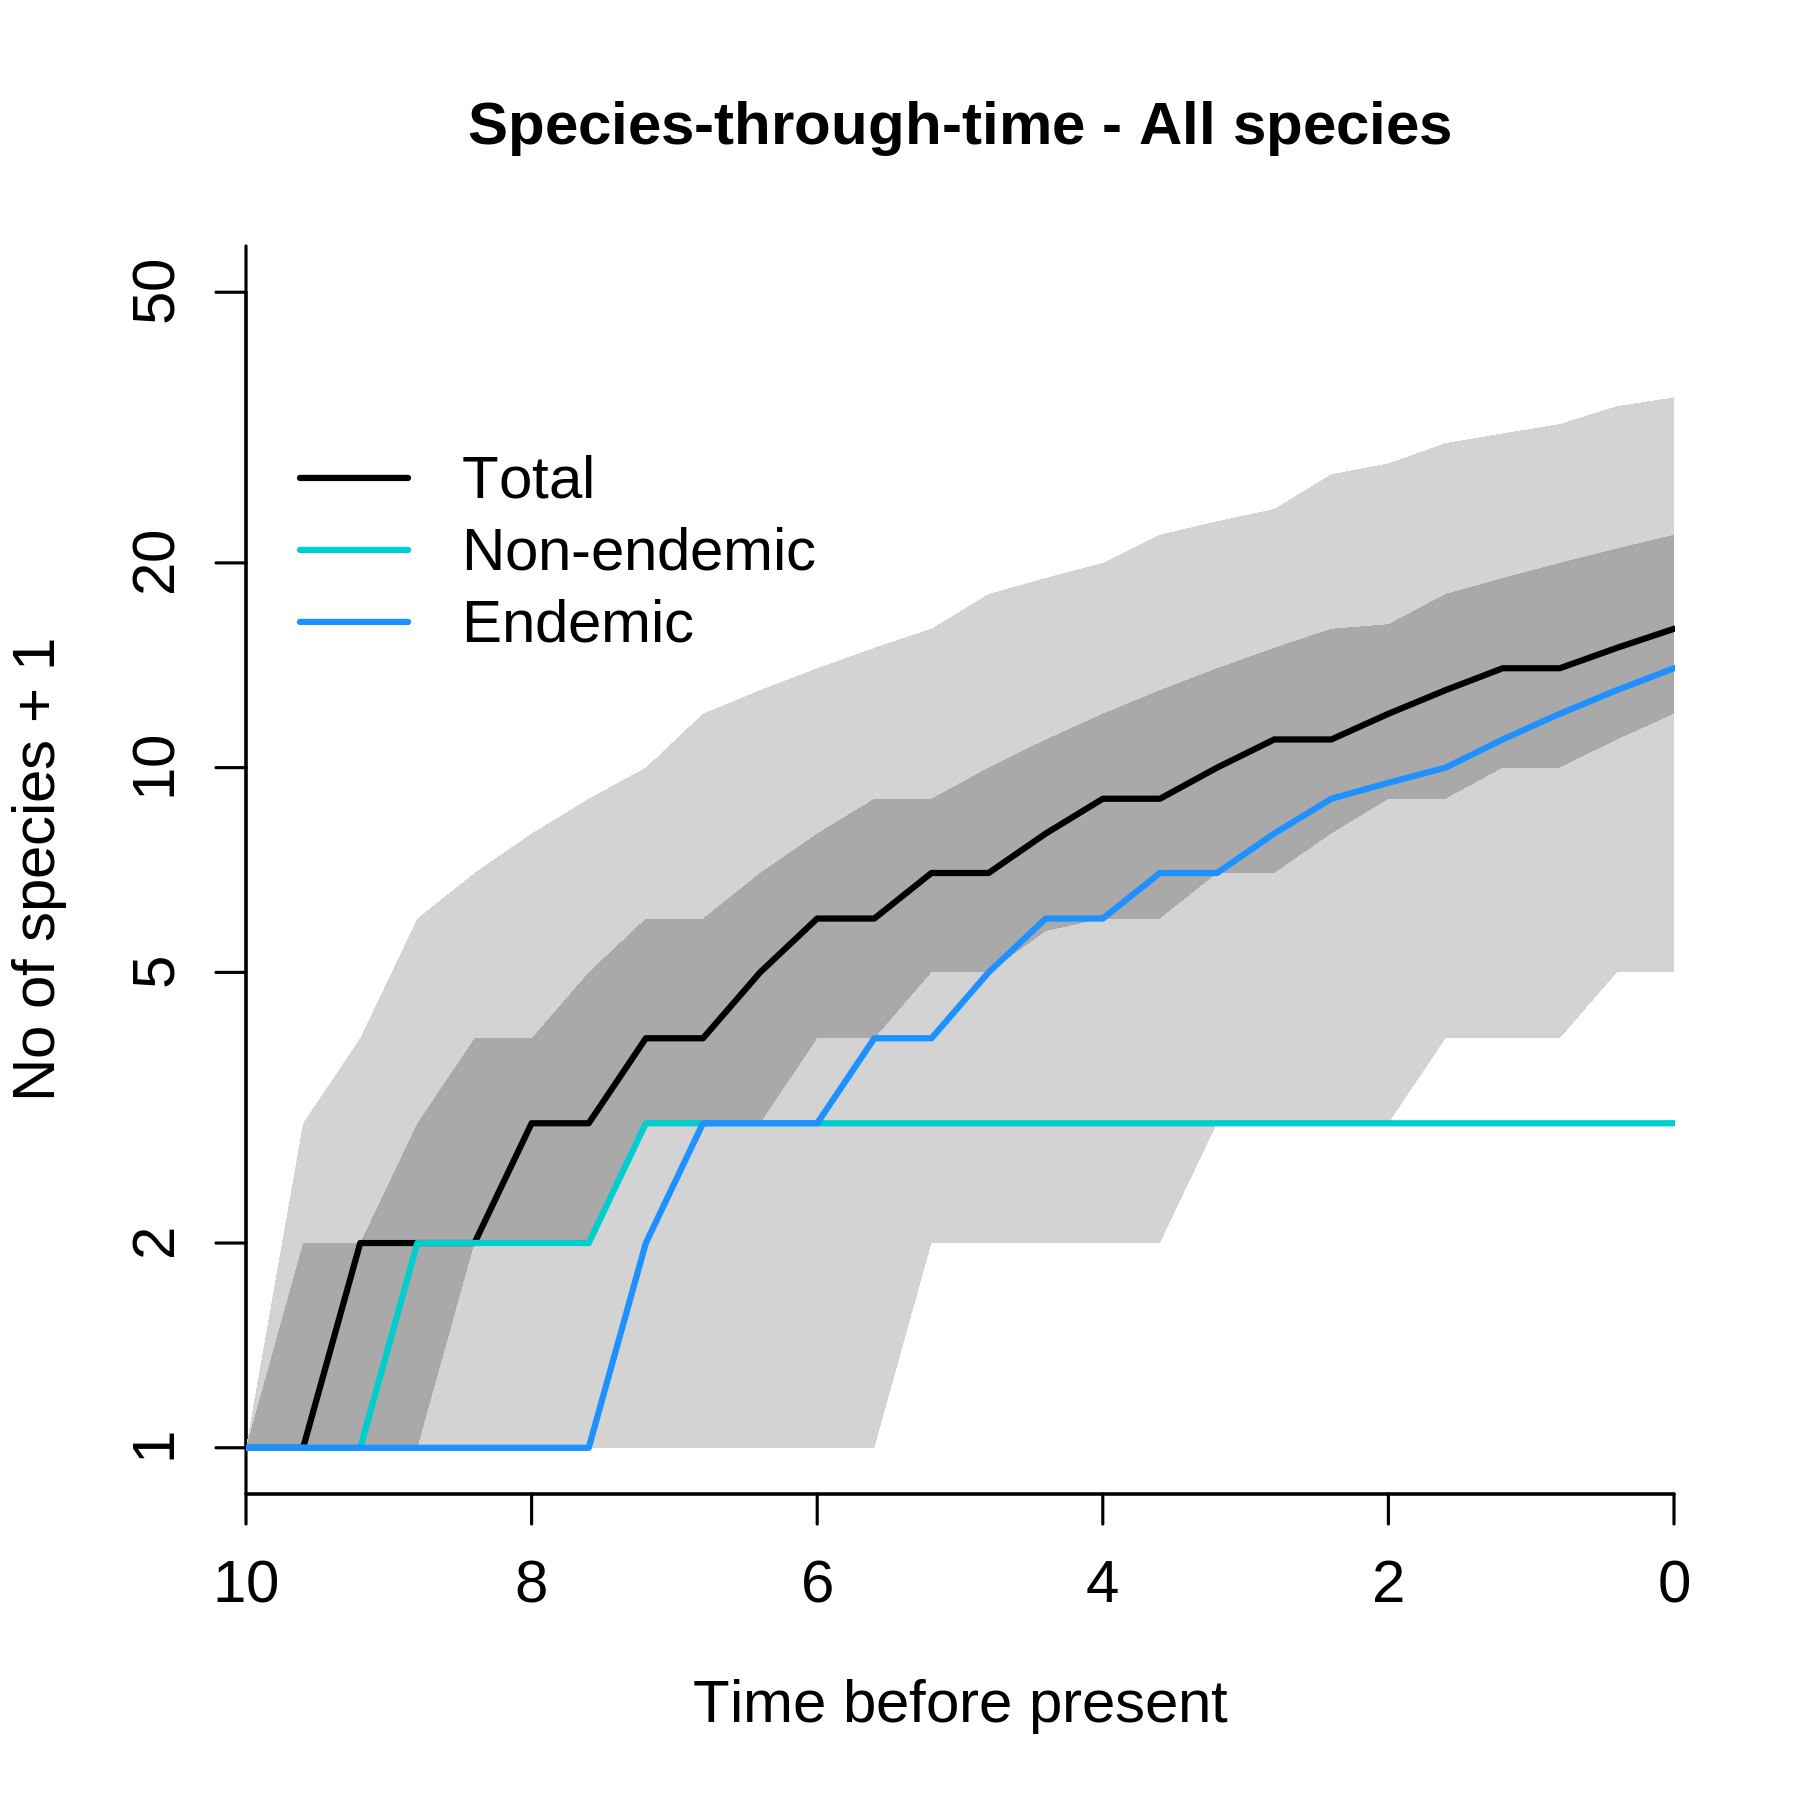 Species-through-time - All species
No of species + 1
50
20
10
5
2
1
Total
Non-endemic
Endemic
10 8 6 4 2 0
Time before present